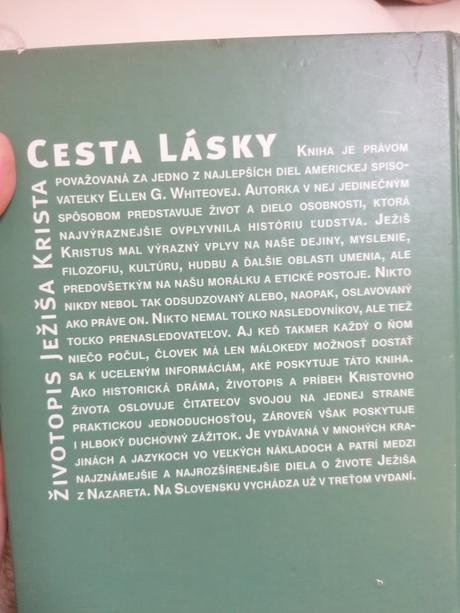 CESTA LÁSKY KNIHA JE PRÁVOM
POVAŽOVANÁ ZA JEDNO Z NAJLEPŠÍCH DIEL AMERICKEJ SPISO-
VATEĽKY ELLEN G. WHITEOVEJ. AUTORKA V NEJ JEDINEČNÝM
SPÔSOBOM PREDSTAVUJE ŽIVOT A DIELO OSOBNOSTI, KTORÁ
NAJVÝRAZNEJŠIE OVPLYVNILA HISTÓRIU ĽUDSTVA. JEŽIŠ
KRISTUS MAL VÝRAZNÝ VPLYV NA NAŠE DEJINY, MYSLENIE,
FILOZOFIU, KULTÚRU, HUDBU A ĎALŠIE OBLASTI UMENIA, ALE
PREDOVŠETKÝM NA NAŠU MORÁLKU A ETICKÉ POSTOJE. NIKTO
NIKDY NEBOL TAK ODSUDZOVANÝ ALEBO, NAOPAK, OSLAVOVANÝ
AKO PRÁVE ON. NIKTO NEMAL TOĽKO NASLEDOVNÍKOV, ALE TIEŽ
TOĽKO PRENASLEDOVATEĽOV. AJ KEĎ TAKMER KAŽDÝ O ŇOM
NIEČO POČUL, ČLOVEK MÁ LEN MÁLOKEDY MOŽNOSŤ DOSTAŤ
SA K UCELENÝM INFORMÁCIÁM, AKÉ POSKYTUJE TÁTO KNIHA.
AKO HISTORICKÁ DRÁMA, ŽIVOTOPIS A PRÍBEH KRISTOVHO
ŽIVOTA OSLOVUJE ČITATEĽOV SVOJOU NA JEDNEJ STRANE
PRAKTICKOU JEDNODUCHOSŤOU, ZÁROVEŇ VŠAK POSKYTUJE
I HLBOKÝ DUCHOVNÝ ZÁŽITOK. JE VYDÁVANÁ V MNOHÝCH KRA-
JINÁCH A JAZYKOCH VO VEĽKÝCH NÁKLADOCH A PATRÍ MEDZI
NAJZNÁMEJŠIE A NAJROZŠÍRENEJŠIE DIELA O ŽIVOTE JEŽIŠA
Z NAZARETA. NA SLOVENSKU VYCHÁDZA UŽ V TREŤOM VYDANÍ.
ŽIVOTOPIS JEŽIŠA KRISTA